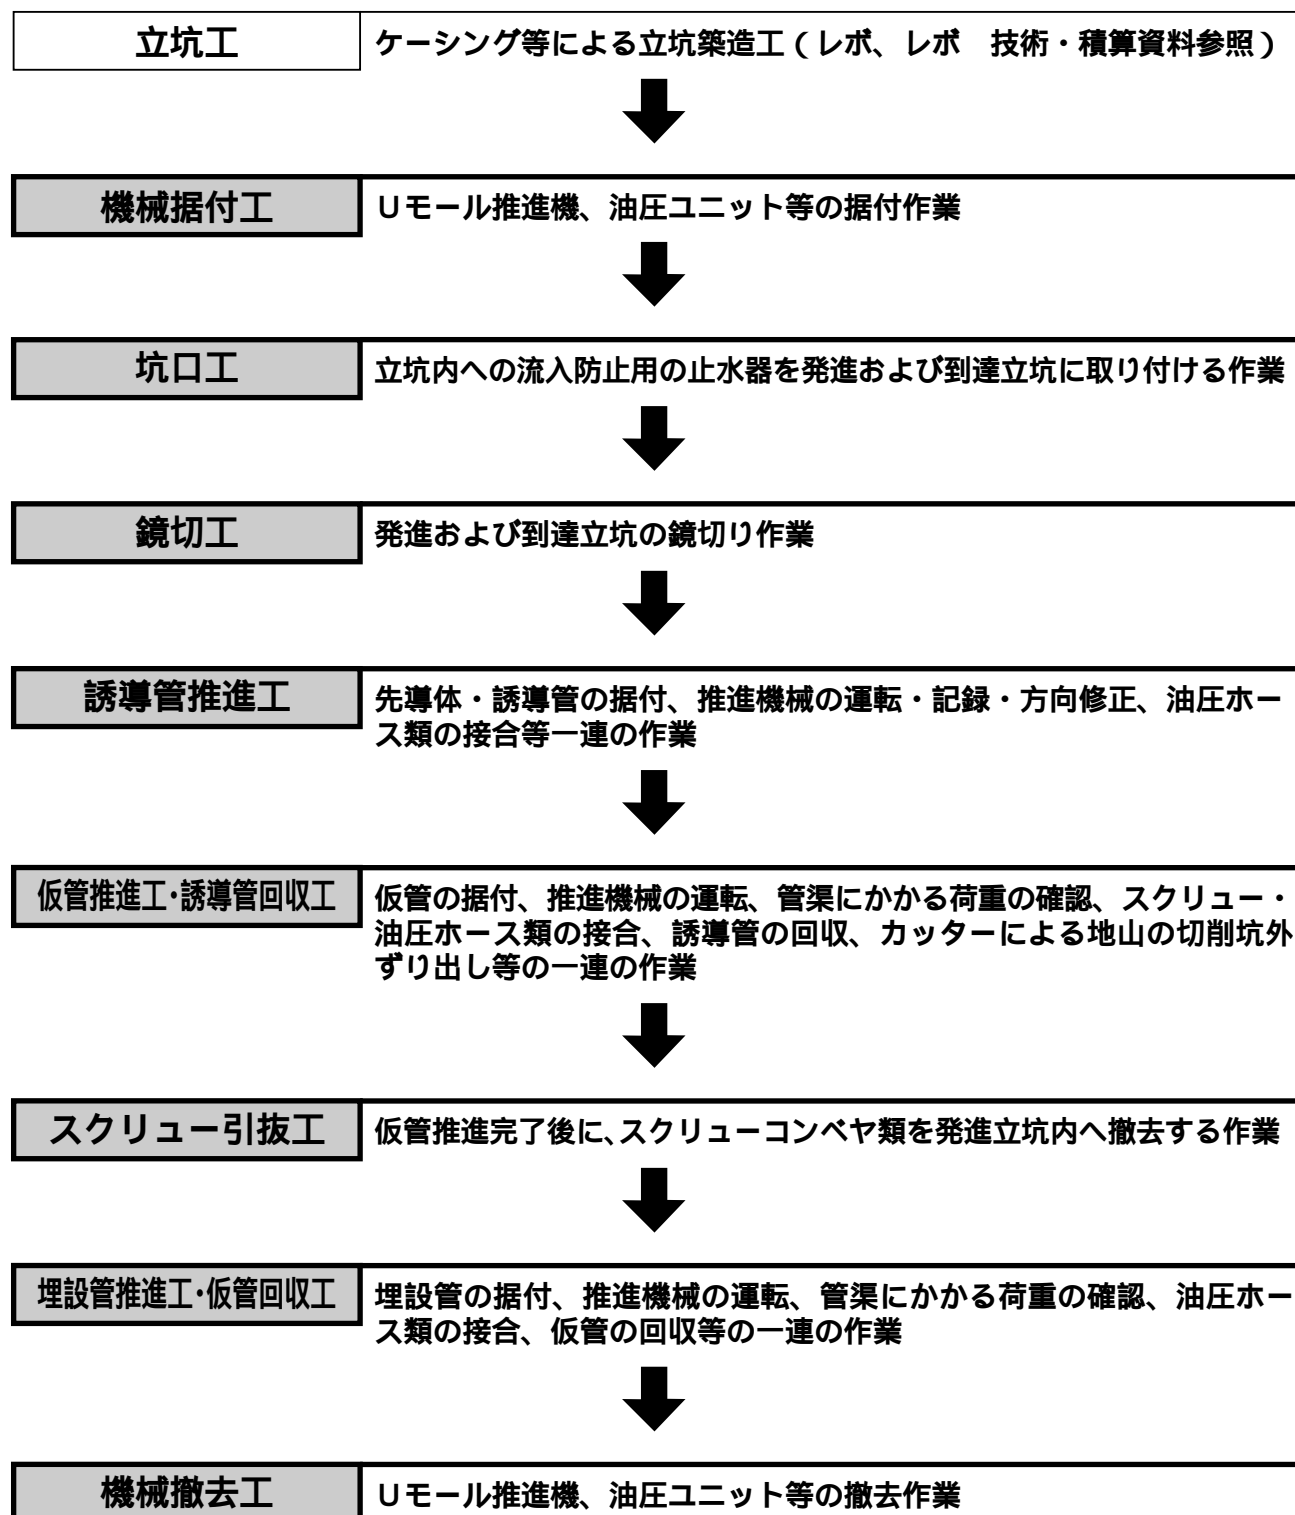 立坑工
ケーシング等による立坑築造工（レボ、レボ　技術・積算資料参照）
機械据付工
Ｕモール推進機、油圧ユニット等の据付作業
坑口工
立坑内への流入防止用の止水器を発進および到達立坑に取り付ける作業
鏡切工
発進および到達立坑の鏡切り作業
誘導管推進工
先導体・誘導管の据付、推進機械の運転・記録・方向修正、油圧ホー
ス類の接合等一連の作業
仮管推進工･誘導管回収工
仮管の据付、推進機械の運転、管渠にかかる荷重の確認、スクリュー・
油圧ホース類の接合、誘導管の回収、カッターによる地山の切削坑外
ずり出し等の一連の作業
スクリュー引抜工
仮管推進完了後に、スクリューコンベヤ類を発進立坑内へ撤去する作業
埋設管推進工･仮管回収工
埋設管の据付、推進機械の運転、管渠にかかる荷重の確認、油圧ホー
ス類の接合、仮管の回収等の一連の作業
機械撤去工
Ｕモール推進機、油圧ユニット等の撤去作業